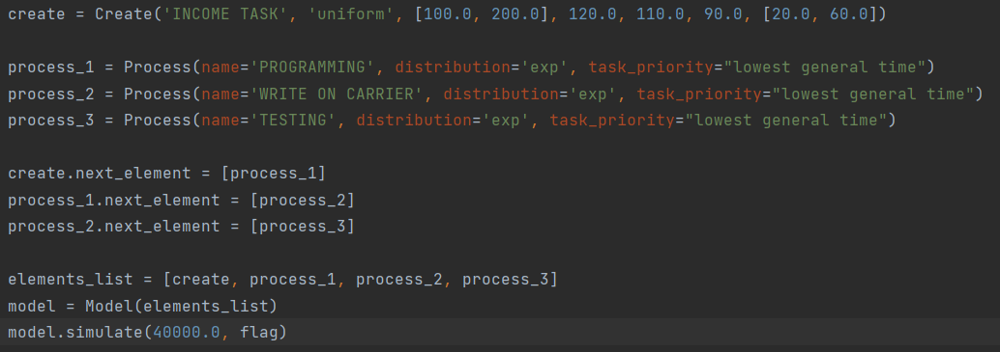 create = Create('INCOME TASK', 'uniform', [100.0, 200.0], 120.0, 110.0, 90.0, [20.0, 60.0])
process_1 = Process(name='PROGRAMMING', distribution='exp', task_priority="lowest general time")
process_2 = Process(name='WRITE ON CARRIER', distribution='exp', task_priority="lowest general time")
process_3 = Process(name='TESTING', distribution='exp', task_priority="lowest general time")
create.next_element = [process_1]
process_1.next_element = [process_2]
process_2.next_element = [process_3]
elements_list = [create, process_1, process_2, process_3]
model = Model(elements_list)
model.simulate(40000.0, flag)